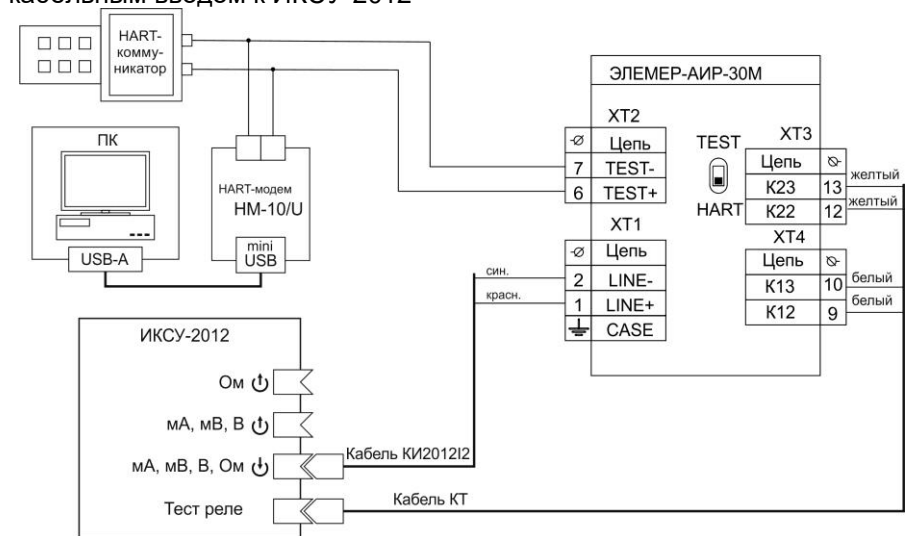 кабельным вводом к ИКСУ-2012
HART-
комму-
никатор
ПК
USB-A
HART-модем
HM-10/U
mini
USB
ЭЛЕМЕР-АИР-30М
XT2
Цепь
7 TEST-
6 TEST+
XT1
Цепь
2 LINE-
1 LINE+
CASE
син.
красн.
TEST
HART
XT3
Цепь
K23 13
K22 12
желтый
желтый
XT4
Цепь
K13 10
K12 9
белый
белый
ИКСУ-2012
Ом
мА, мВ, В
мА, мВ, В, Ом
Тест реле
Кабель КИ2012I2
Кабель КТ